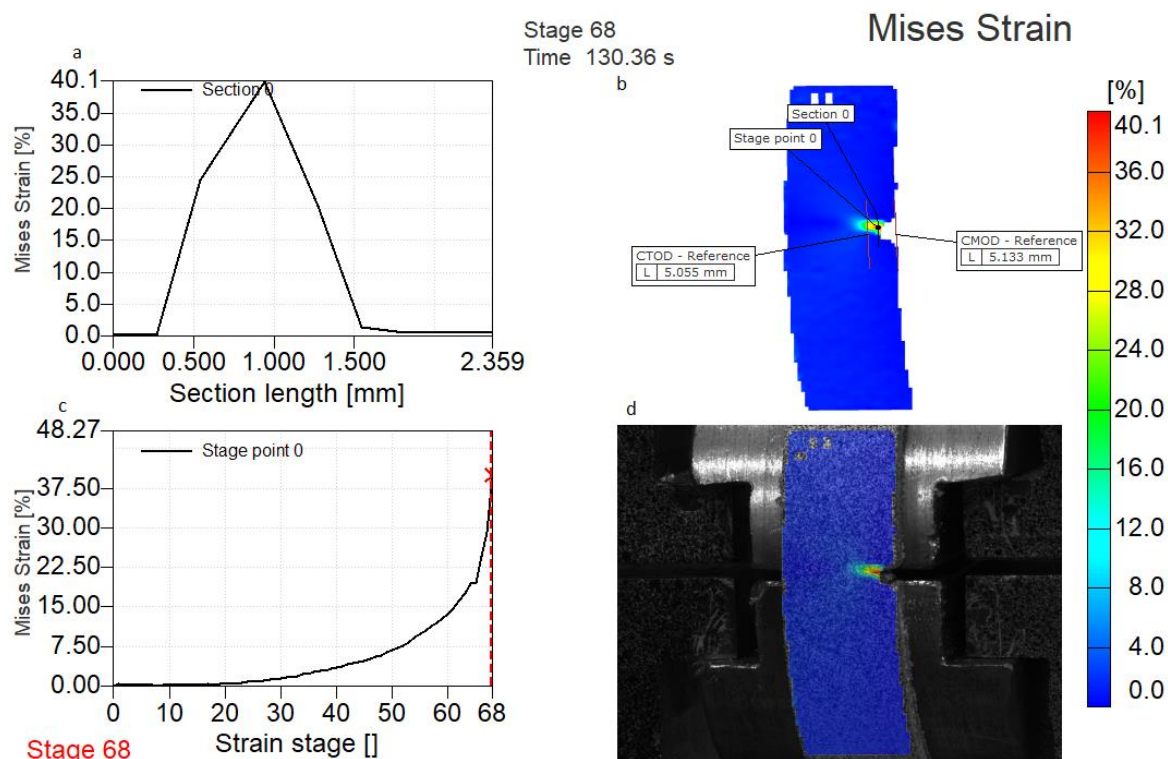 Stage 68
Time 130.36 s
Mises Strain
a
40.1
35.0
30.0
25.0
20.0
15.0
10.0
5.0
0.0
Mises Strain [%]
Section 0
0.000 0.500 1.000 1.500 2.359
Section length [mm]
b
Section 0
Stage point 0
CTOD - Reference
L 5.055 mm
CMOD - Reference
L 5.133 mm
[%]
40.1
36.0
32.0
28.0
24.0
20.0
16.0
12.0
8.0
4.0
0.0
c
48.27
37.50
30.00
22.50
15.00
7.50
0.00
Mises Strain [%]
Stage point 0
0 10 20 30 40 50 60 68
Strain stage []
Stage 68
d